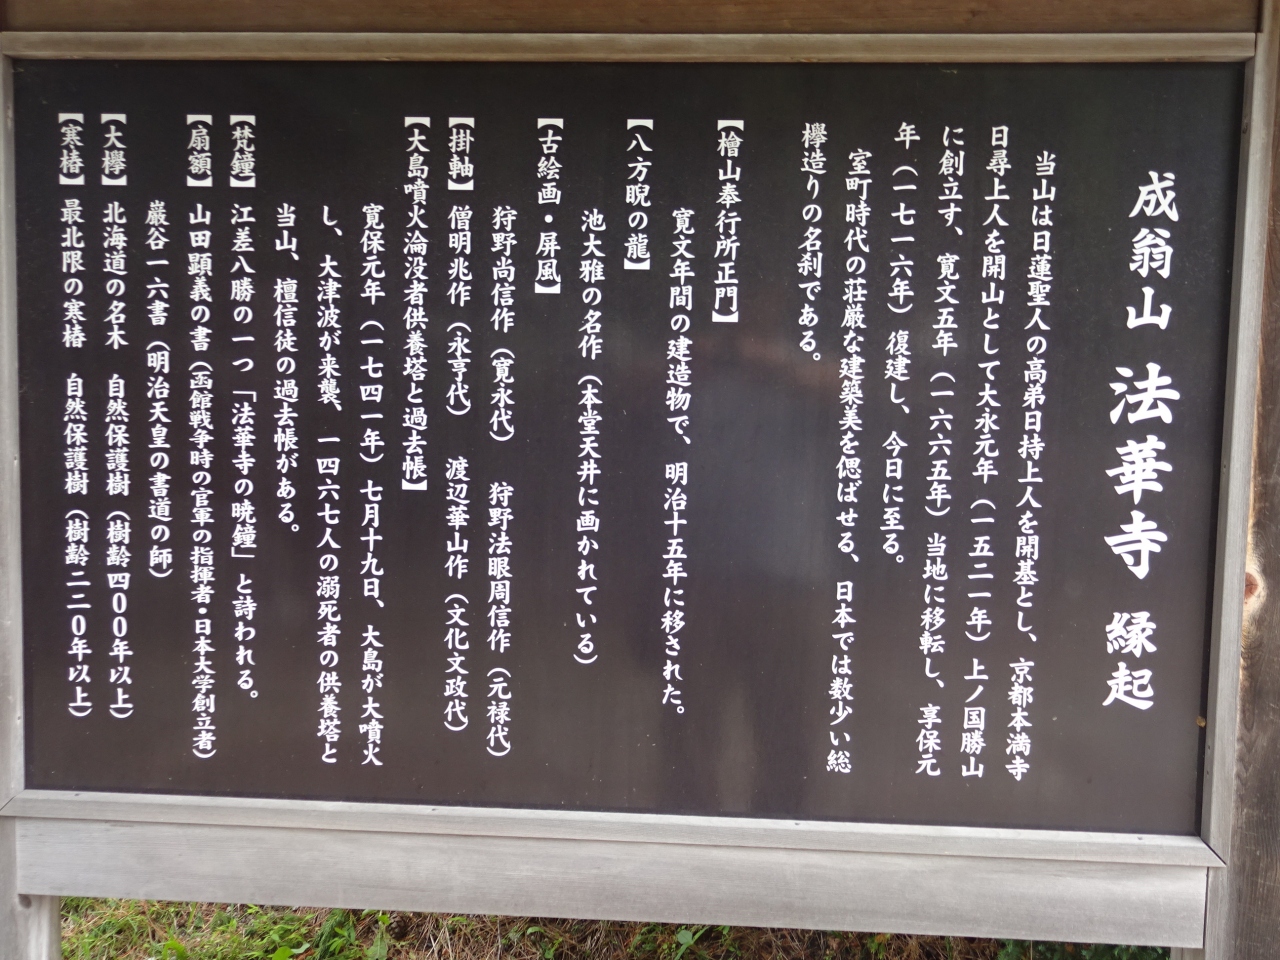 成翁山 法華寺 縁起
当山は日蓮聖人の高弟日持上人を開基とし、京都本満寺
日尋上人を開山として大永元年(一五二一年)上ノ国勝山
に創立す、寛文五年(一六六五年)当地に移転し、享保元
年(一七一六年)復建し、今日に至る。
室町時代の荘厳な建築美を偲ばせる、日本では数少い総
欅造りの名刹である。
【檜山奉行所正門】
寛文年間の建造物で、明治十五年に移された。
【八方睨の龍】
池大雅の名作(本堂天井に画かれている)
【古絵画・屏風】
狩野尚信作(寛永代) 狩野法眼周信作(元禄代)
【掛軸】僧明兆作(永亨代) 渡辺華山作(文化文政代)
【大島噴火淪没者供養塔と過去帳】
寛保元年(一七四一年)七月十九日、大島が大噴火
し、大津波が来襲、一四六七人の溺死者の供養塔と
当山、檀信徒の過去帳がある。
【梵鐘】江差八勝の一つ「法華寺の暁鐘」と詩われる。
【扇額】山田顕義の書(函館戦争時の官軍の指揮者・日本大学創立者)
巌谷一六書(明治天皇の書道の師)
【大欅】北海道の名木 自然保護樹(樹齢四〇〇年以上)
【寒椿】最北限の寒椿 自然保護樹(樹齢二二〇年以上)